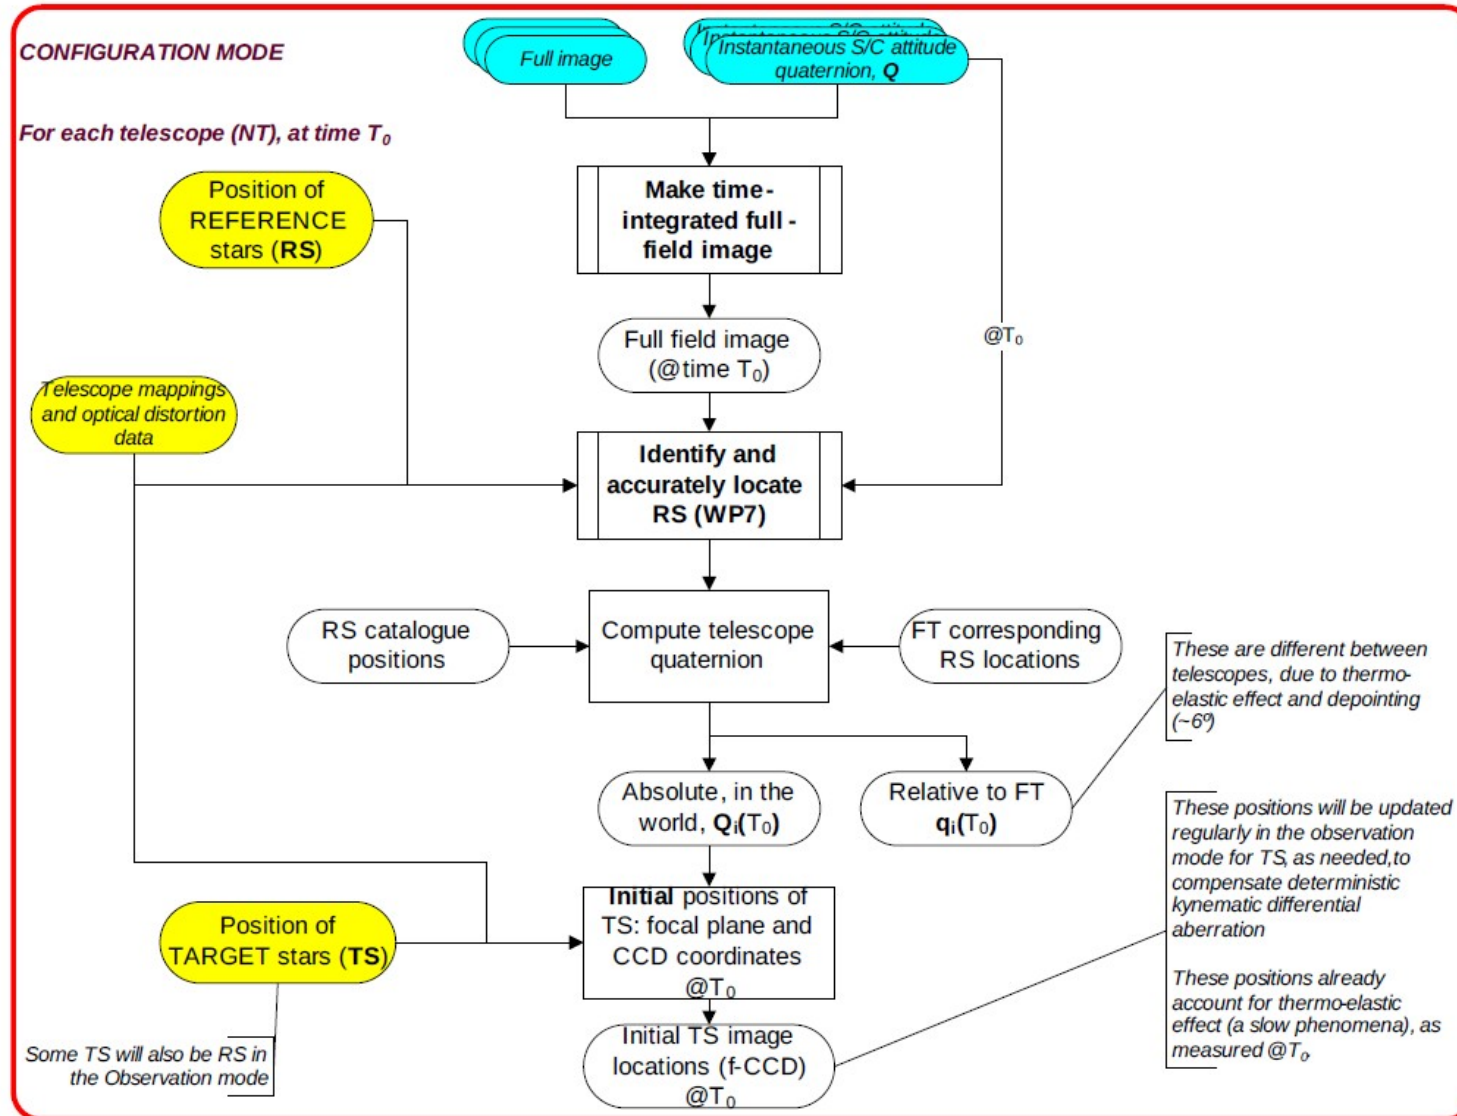 CONFIGURATION MODE
Full image
Instantaneous S/C attitude
Instantaneous S/C attitude
Instantaneous S/C attitude
quaternion, Q
For each telescope (NT), at time T₀
Position of
REFERENCE
stars (RS)
Make time-
integrated full -
field image
@T₀
Full field image
(@time T₀)
Telescope mappings
and optical distortion
data
Identify and
accurately locate
RS (WP7)
RS catalogue
positions
Compute telescope
quaternion
FT corresponding
RS locations
These are different between
telescopes, due to thermo-
elastic effect and depointing
(~6º)
Absolute, in the
world, Qᵢ(T₀)
Relative to FT
qᵢ(T₀)
These positions will be updated
regularly in the observation
mode for TS, as needed,to
compensate deterministic
kynematic differential
aberration
Initial positions of
TS: focal plane and
CCD coordinates
@T₀
Position of
TARGET stars (TS)
These positions already
account for thermo-elastic
effect (a slow phenomena), as
measured @T₀.
Initial TS image
locations (f-CCD)
@T₀
Some TS will also be RS in
the Observation mode